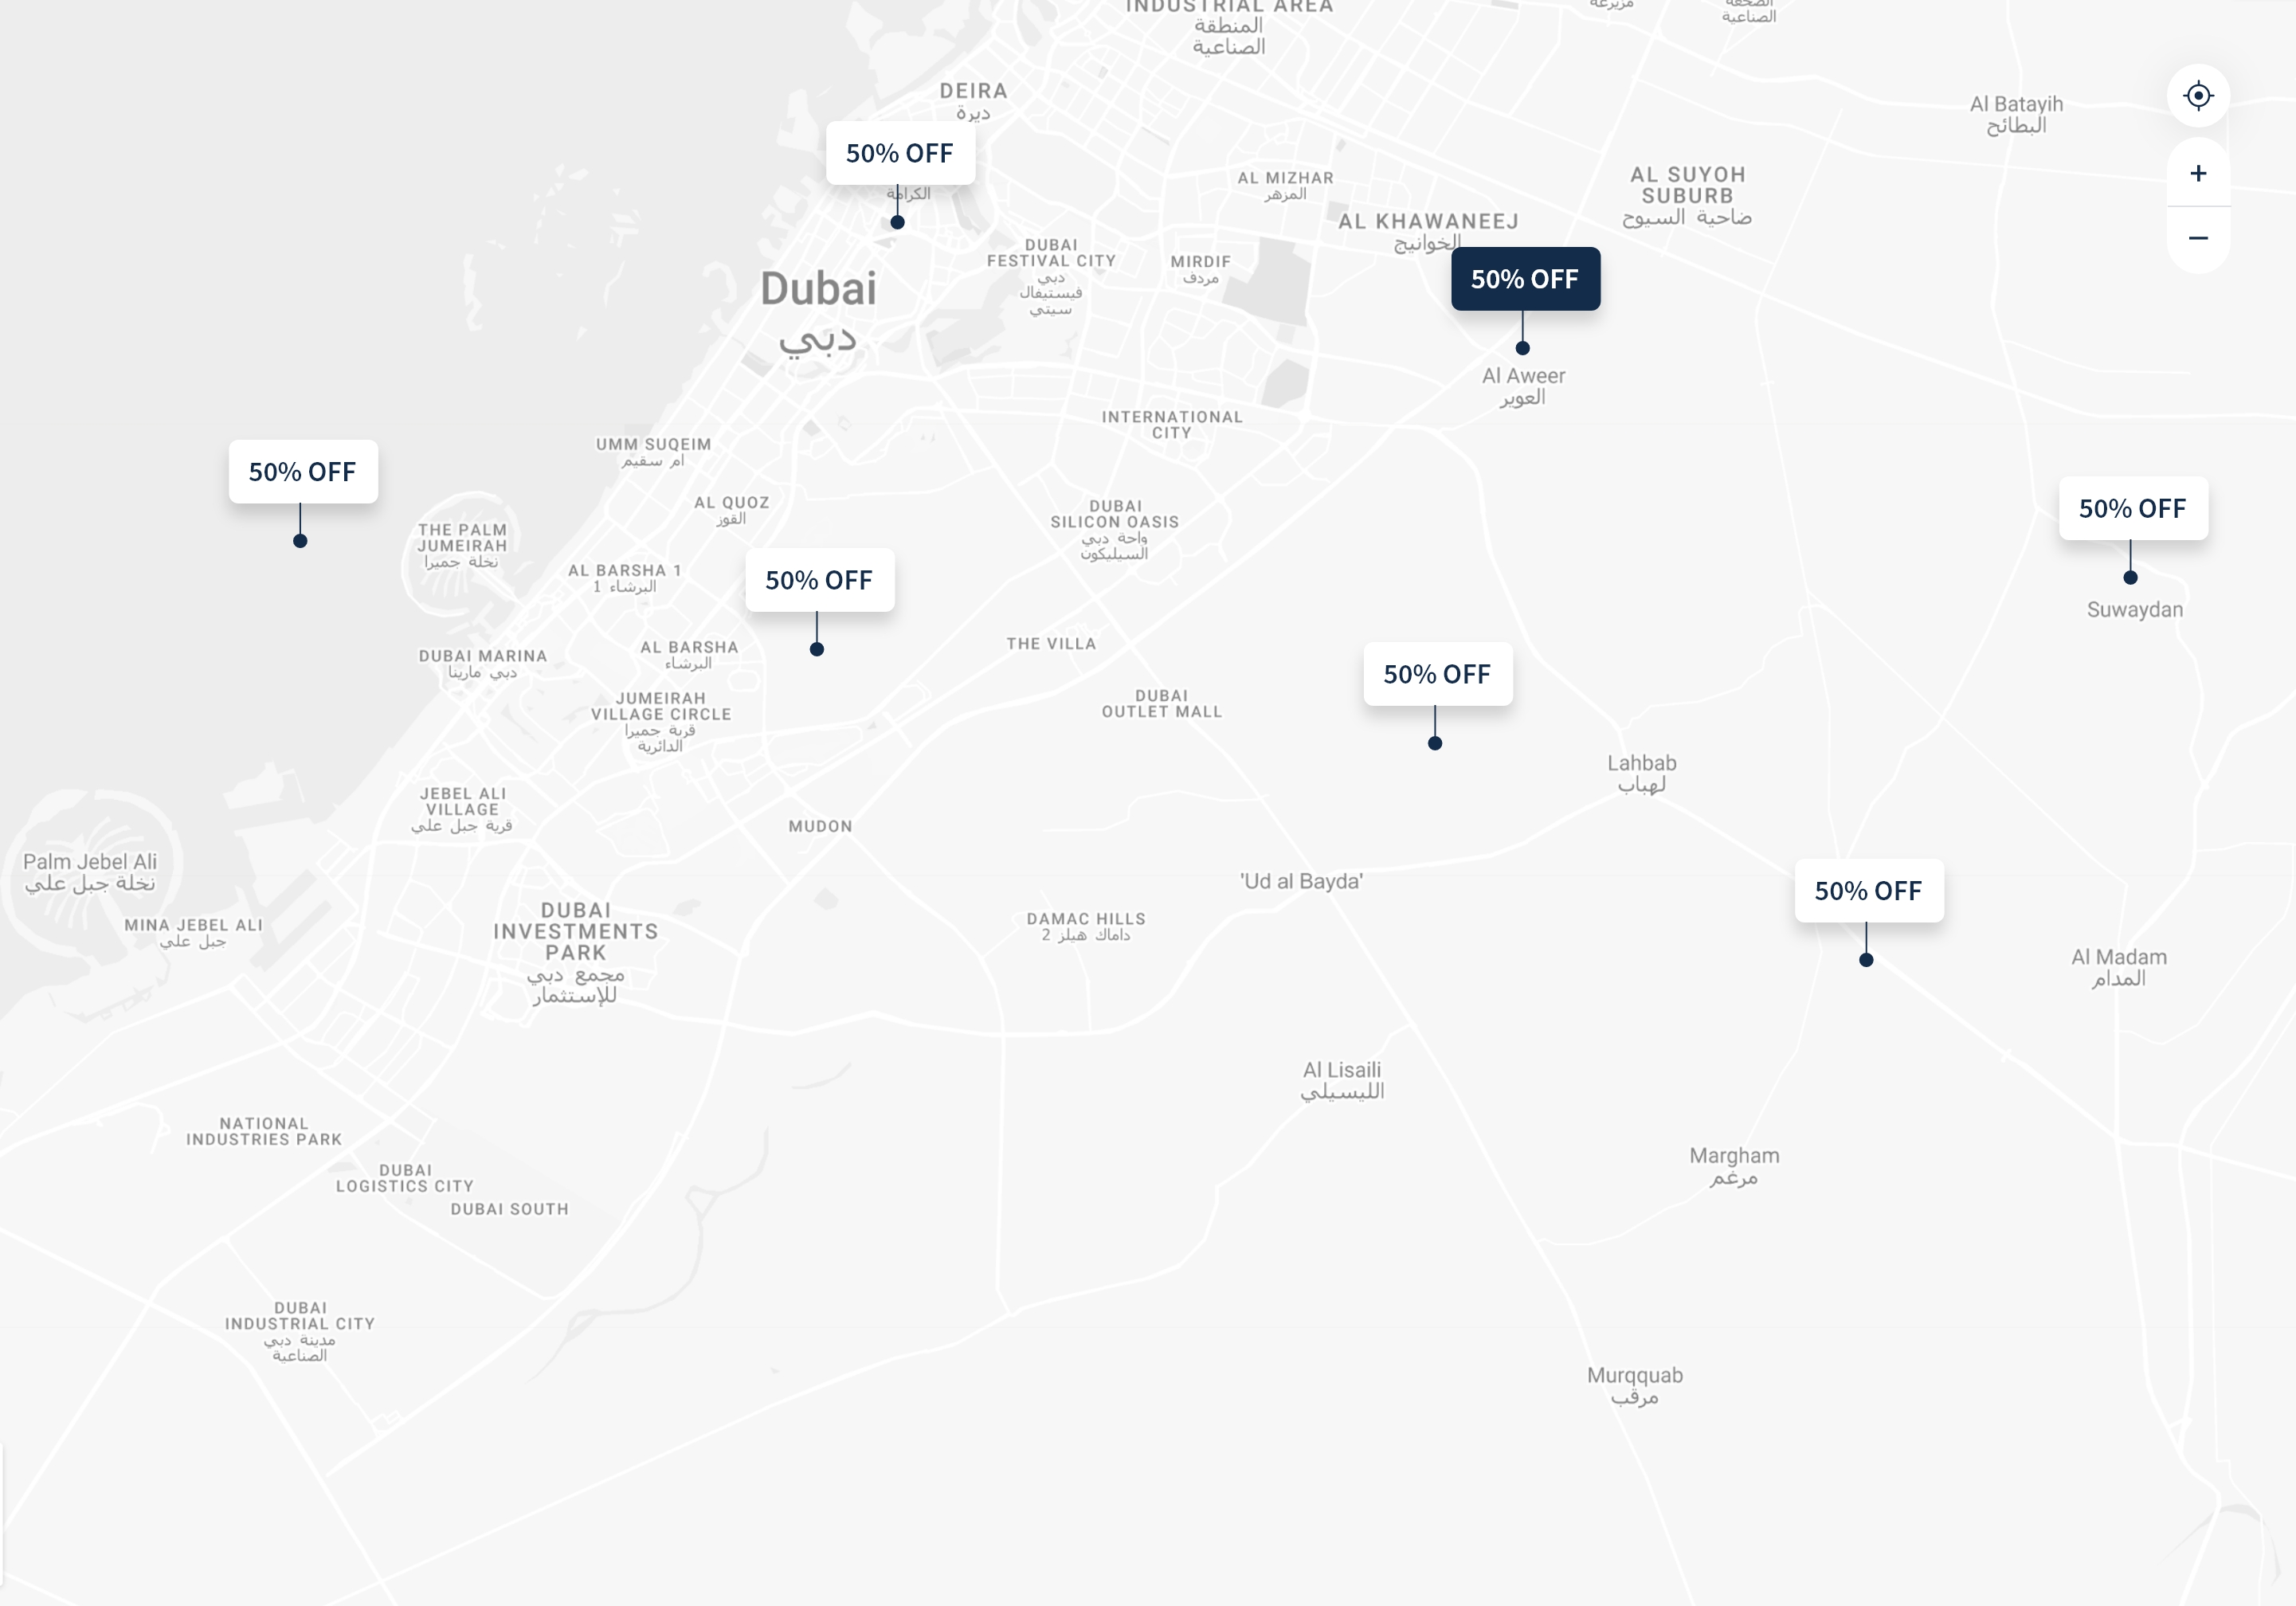 INDUSTRIAL AREA
المنطقة
الصناعية
مزيرعة
الصناعية
DEIRA
ديرة
Al Batayih
البطائح
50% OFF
الكرامة
AL MIZHAR
المزهر
AL SUYOH
SUBURB
ضاحية السيوح
+
−
AL KHAWANEEJ
الخوانيج
DUBAI
FESTIVAL CITY
دبي
فيستيفال
سيتي
MIRDIF
مردف
50% OFF
Dubai
دبي
Al Aweer
العوير
INTERNATIONAL
CITY
UMM SUQEIM
ام سقيم
50% OFF
AL QUOZ
القوز
DUBAI
SILICON OASIS
واحة دبي
السيليكون
50% OFF
THE PALM
JUMEIRAH
نخلة جميرا
AL BARSHA 1
البرشاء 1
50% OFF
Suwaydan
DUBAI MARINA
دبي مارينا
AL BARSHA
البرشاء
THE VILLA
50% OFF
JUMEIRAH
VILLAGE CIRCLE
قرية جميرا
الدائرية
DUBAI
OUTLET MALL
Lahbab
لهباب
JEBEL ALI
VILLAGE
قرية جبل علي
MUDON
Palm Jebel Ali
نخلة جبل علي
'Ud al Bayda'
50% OFF
MINA JEBEL ALI
جبل علي
DUBAI
INVESTMENTS
PARK
مجمع دبي
للإستثمار
DAMAC HILLS
داماك هيلز 2
Al Madam
المدام
Al Lisaili
الليسيلي
NATIONAL
INDUSTRIES PARK
Margham
مرغم
DUBAI
LOGISTICS CITY
DUBAI SOUTH
DUBAI
INDUSTRIAL CITY
مدينة دبي
الصناعية
Murqquab
مرقب